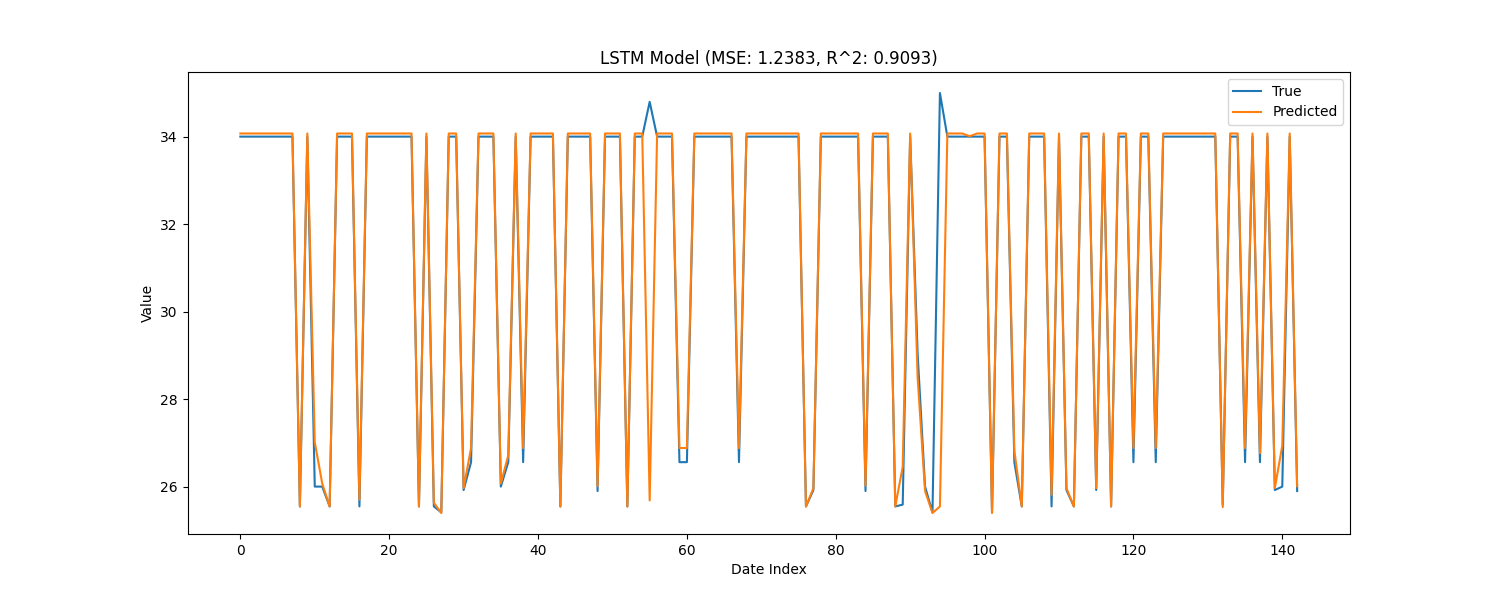 LSTM Model (MSE: 1.2383, R^2: 0.9093)
True
Predicted
34
32
30
28
26
Value
0 20 40 60 80 100 120 140
Date Index